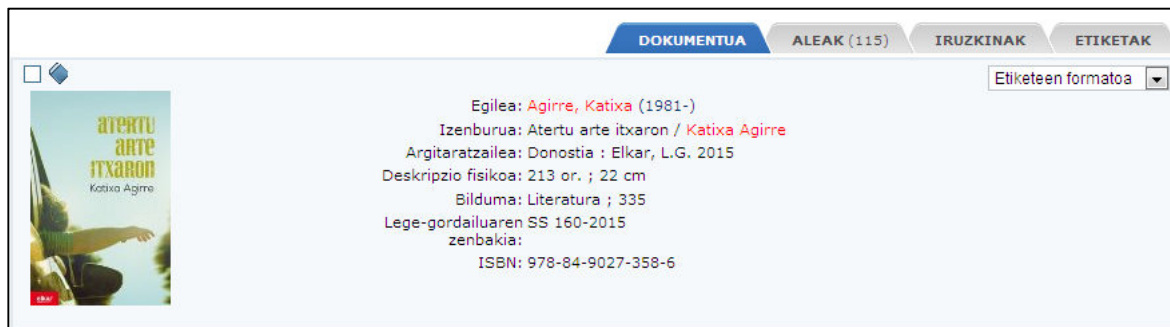 DOKUMENTUA
ALEAK (115)
IRUZKINAK
ETIKETAK
Etiketeen formatoa
ATERTU
ARTE
ITXARON
Katixa Agirre
elkar
Egilea: Agirre, Katixa (1981-)
Izenburua: Atertu arte itxaron / Katixa Agirre
Argitaratzailea: Donostia : Elkar, L.G. 2015
Deskripzio fisikoa: 213 or. ; 22 cm
Bilduma: Literatura ; 335
Lege-gordailuaren SS 160-2015
zenbakia:
ISBN: 978-84-9027-358-6